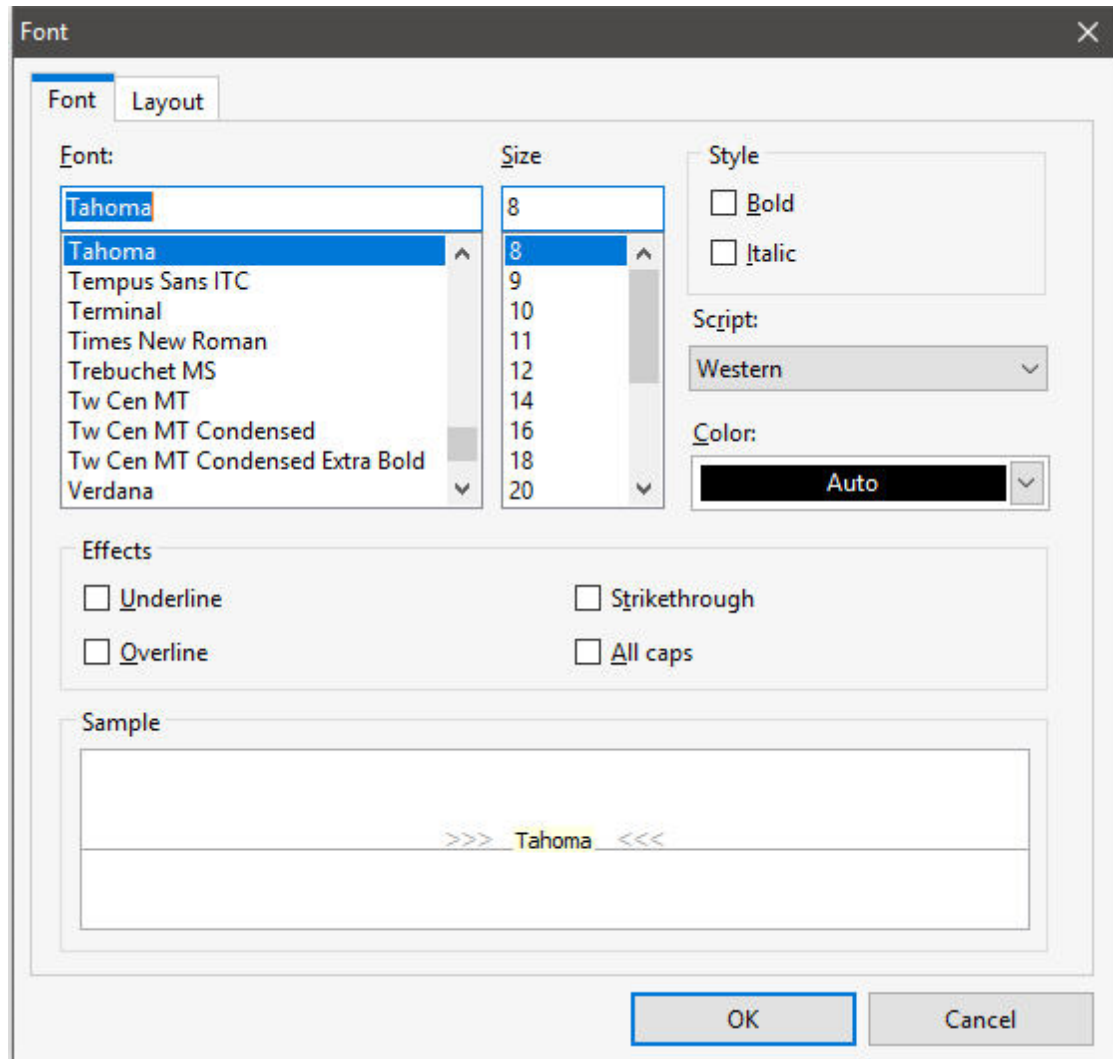 Font
Font Layout
Font: Size Style
Tahoma 8 Bold
Tahoma 8 Italic
Tempus Sans ITC 9
Terminal 10
Times New Roman 11 Script:
Trebuchet MS 12 Western
Tw Cen MT 14
Tw Cen MT Condensed 16 Color:
Tw Cen MT Condensed Extra Bold 18
Verdana 20 Auto
Effects
Underline Strikethrough
Overline All caps
Sample
>>> Tahoma <<<
OK Cancel